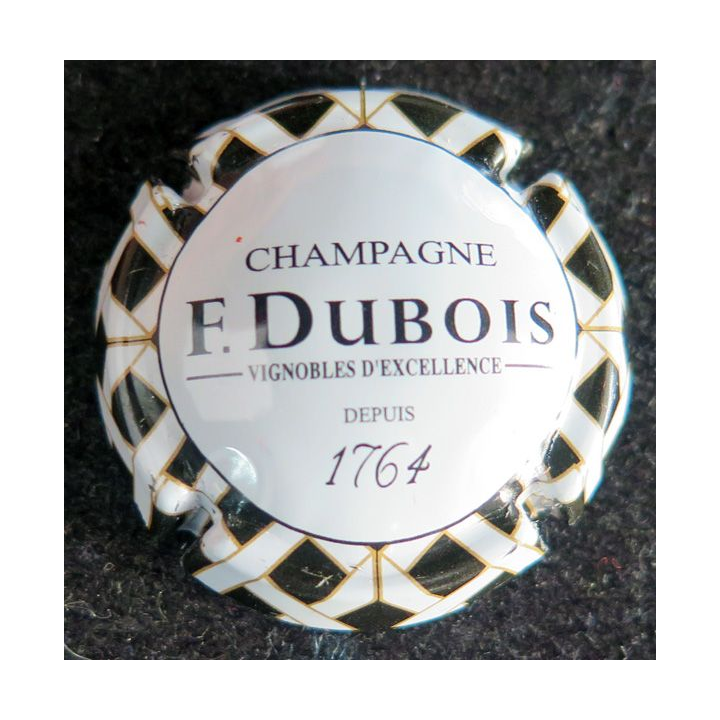 CHAMPAGNE
F. DUBOIS
VIGNOBLES D'EXCELLENCE
DEPUIS
1764